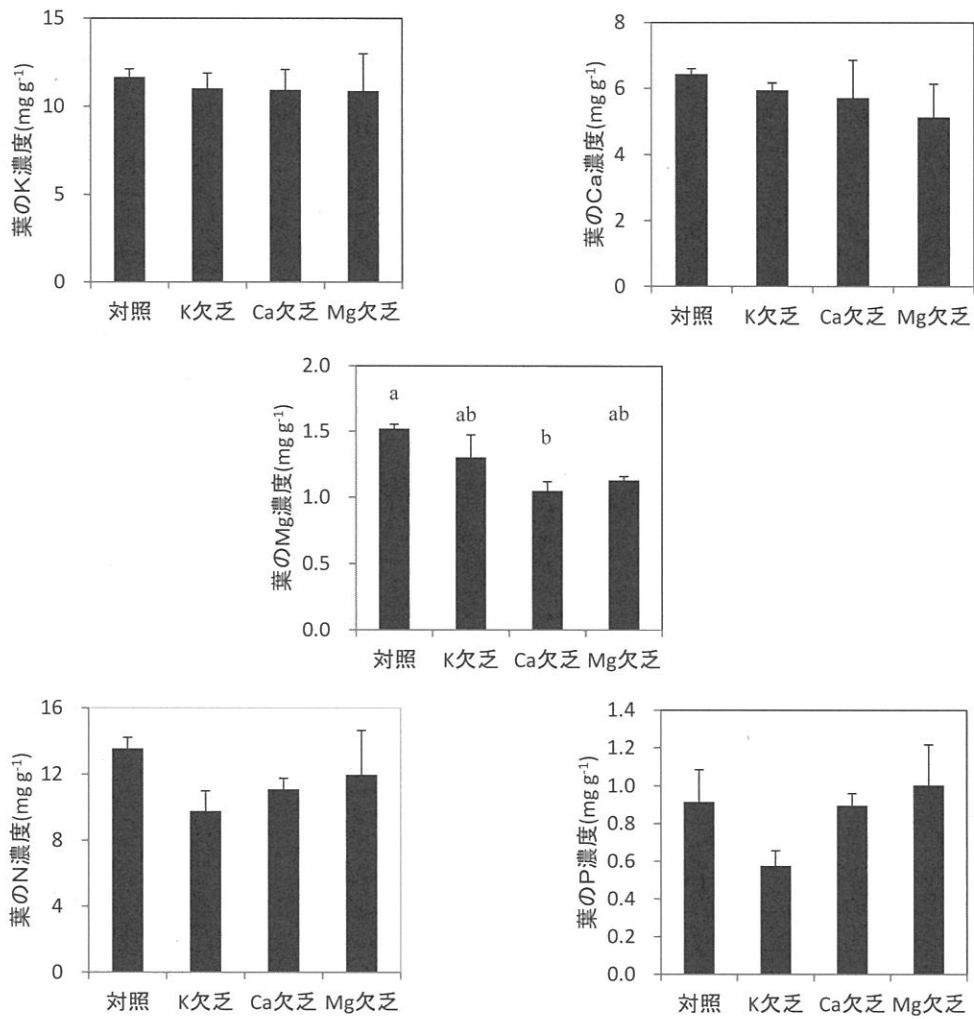 葉のK濃度(mg g⁻¹)
15
10
5
0
対照 K欠乏 Ca欠乏 Mg欠乏
葉のCa濃度(mg g⁻¹)
8
6
4
2
0
対照 K欠乏 Ca欠乏 Mg欠乏
葉のMg濃度(mg g⁻¹)
2.0
1.5
1.0
0.5
0.0
a
ab
b
ab
対照 K欠乏 Ca欠乏 Mg欠乏
葉のN濃度(mg g⁻¹)
16
12
8
4
0
対照 K欠乏 Ca欠乏 Mg欠乏
葉のP濃度(mg g⁻¹)
1.4
1.2
1.0
0.8
0.6
0.4
0.2
0.0
対照 K欠乏 Ca欠乏 Mg欠乏